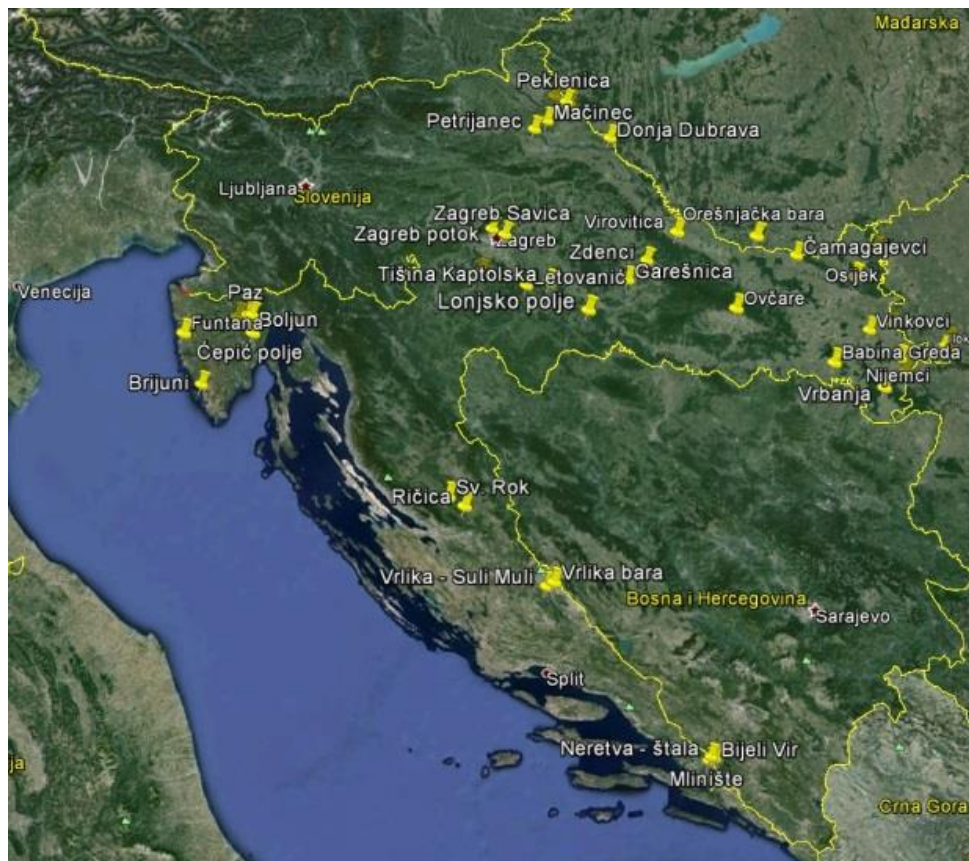 Mađarska
Peklenica
Mačinec
Petrijanec
Donja Dubrava
Ljubljana
Slovenija
Zagreb Savica
Virovitica
Orešnjačka bara
Zagreb potok
Zagreb
Zdenci
Čamagajevci
Tišina Kaptolska
Letovanić
Garešnica
Osijek
Venecija
Paz
Lonjsko polje
Ovčare
Funtana
Boljun
Vinkovci
Čepić polje
Babina Greda
Brijuni
Nijemci
Vrbanja
Ričica
Sv. Rok
Vrlika - Suli Muli
Vrlika bara
Bosna i Hercegovina
Sarajevo
Split
Neretva - štala
Bijeli Vir
Mlinište
Crna Gora